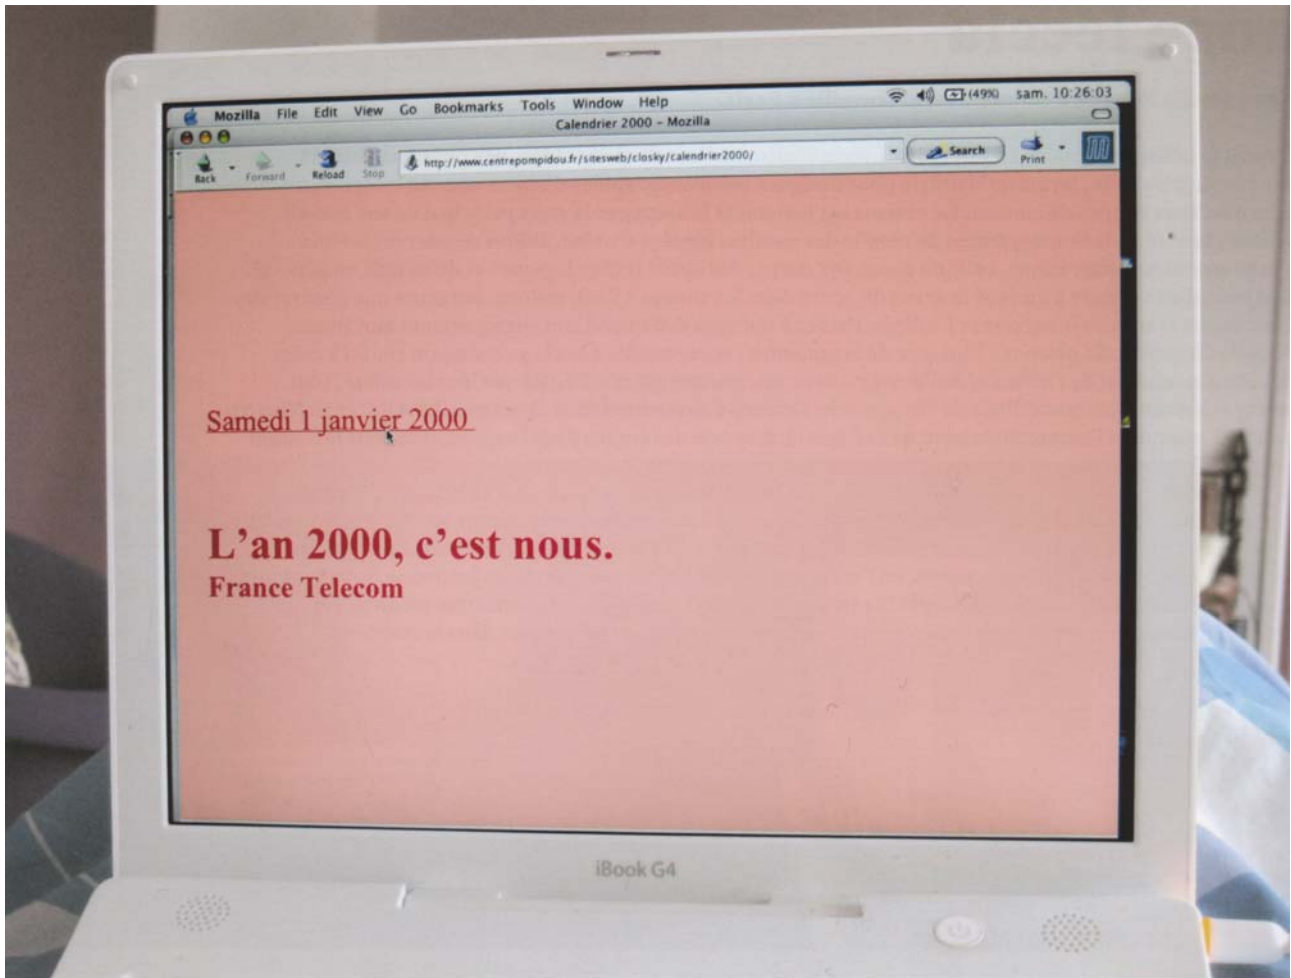 Mozilla File Edit View Go Bookmarks Tools Window Help (49%) sam. 10:26:03
Calendrier 2000 – Mozilla
Back Forward Reload Stop http://www.centrepompidou.fr/sitesweb/closky/calendrier2000/ Search Print
Samedi 1 janvier 2000
L'an 2000, c'est nous.
France Telecom
iBook G4